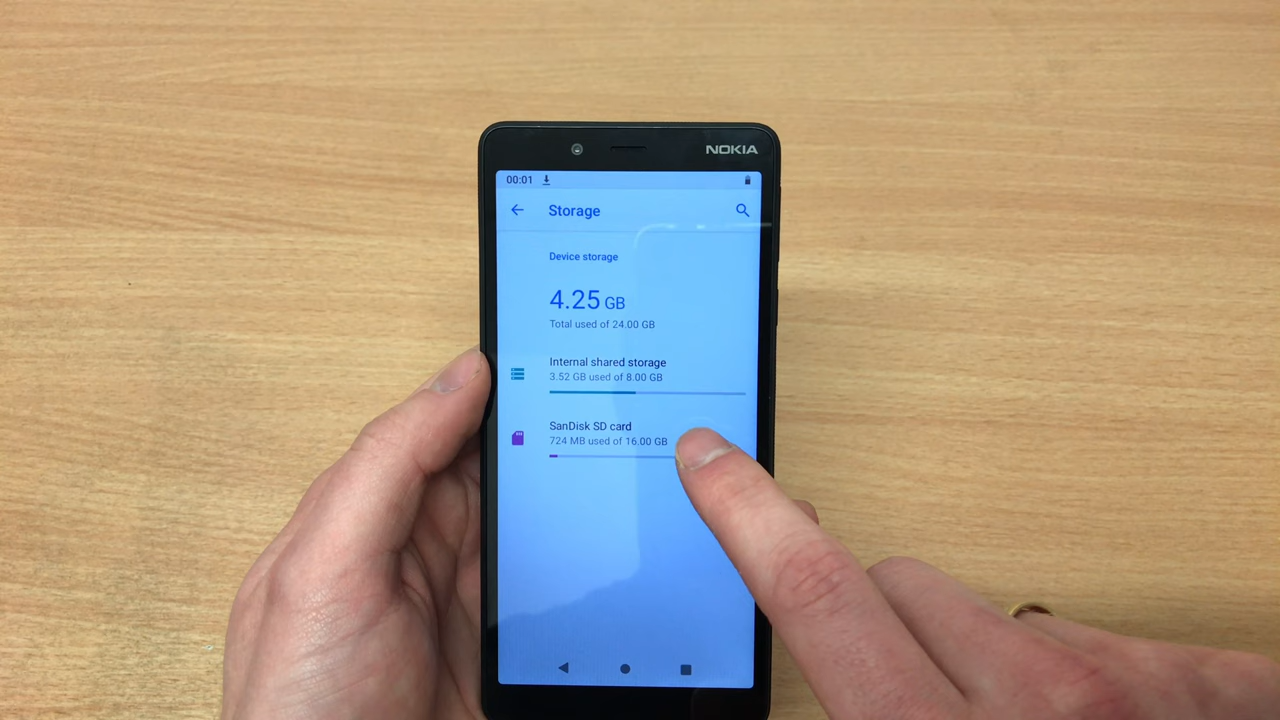 NOKIA
00:01
Storage
Device storage
4.25 GB
Total used of 24.00 GB
Internal shared storage
3.52 GB used of 8.00 GB
SanDisk SD card
724 MB used of 16.00 GB